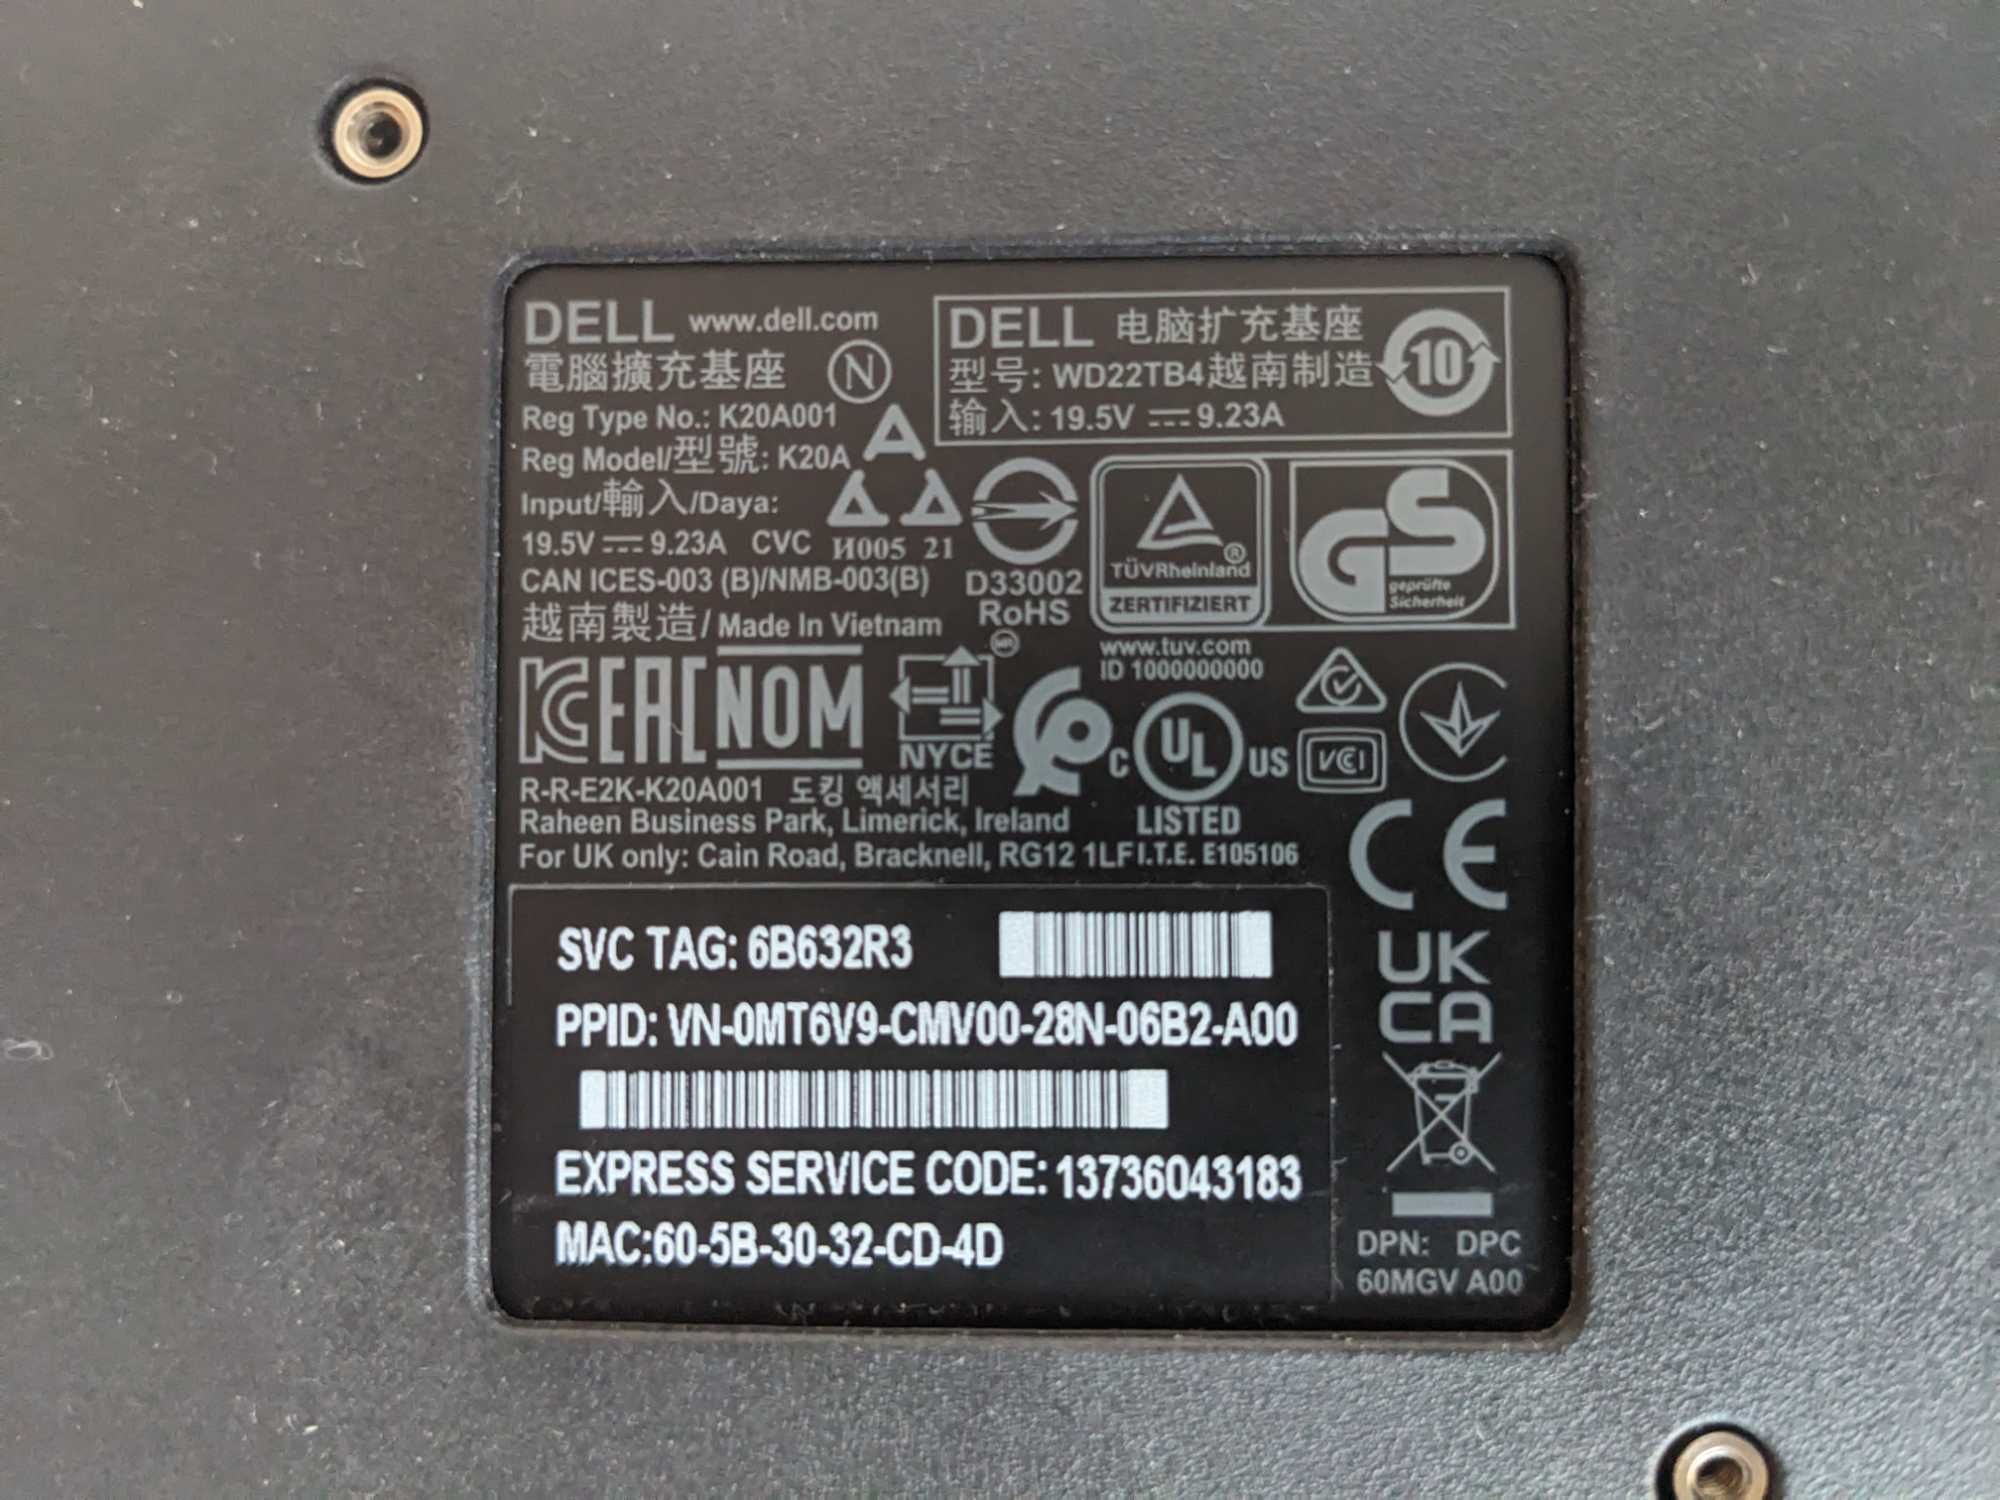 DELL www.dell.com
電腦擴充基座 N
Reg Type No.: K20A001
Reg Model/型號: K20A
Input/輸入/Daya:
19.5V 9.23A CVC И005 21
CAN ICES-003 (B)/NMB-003(B)
越南製造/Made In Vietnam
DELL 电脑扩充基座
型号: WD22TB4越南制造
输入: 19.5V 9.23A
10
D33002
RoHS
TÜVRheinland®
ZERTIFIZIERT
GS
geprüfte
Sicherheit
www.tuv.com
ID 1000000000
EAC NOM
NYCE
C UL US
LISTED
I.T.E. E105106
VCI
R-R-E2K-K20A001 도킹 액세서리
Raheen Business Park, Limerick, Ireland
For UK only: Cain Road, Bracknell, RG12 1LF
CE
UK
CA
SVC TAG: 6B632R3
PPID: VN-0MT6V9-CMV00-28N-06B2-A00
EXPRESS SERVICE CODE: 13736043183
MAC:60-5B-30-32-CD-4D
DPN: DPC
60MGV A00